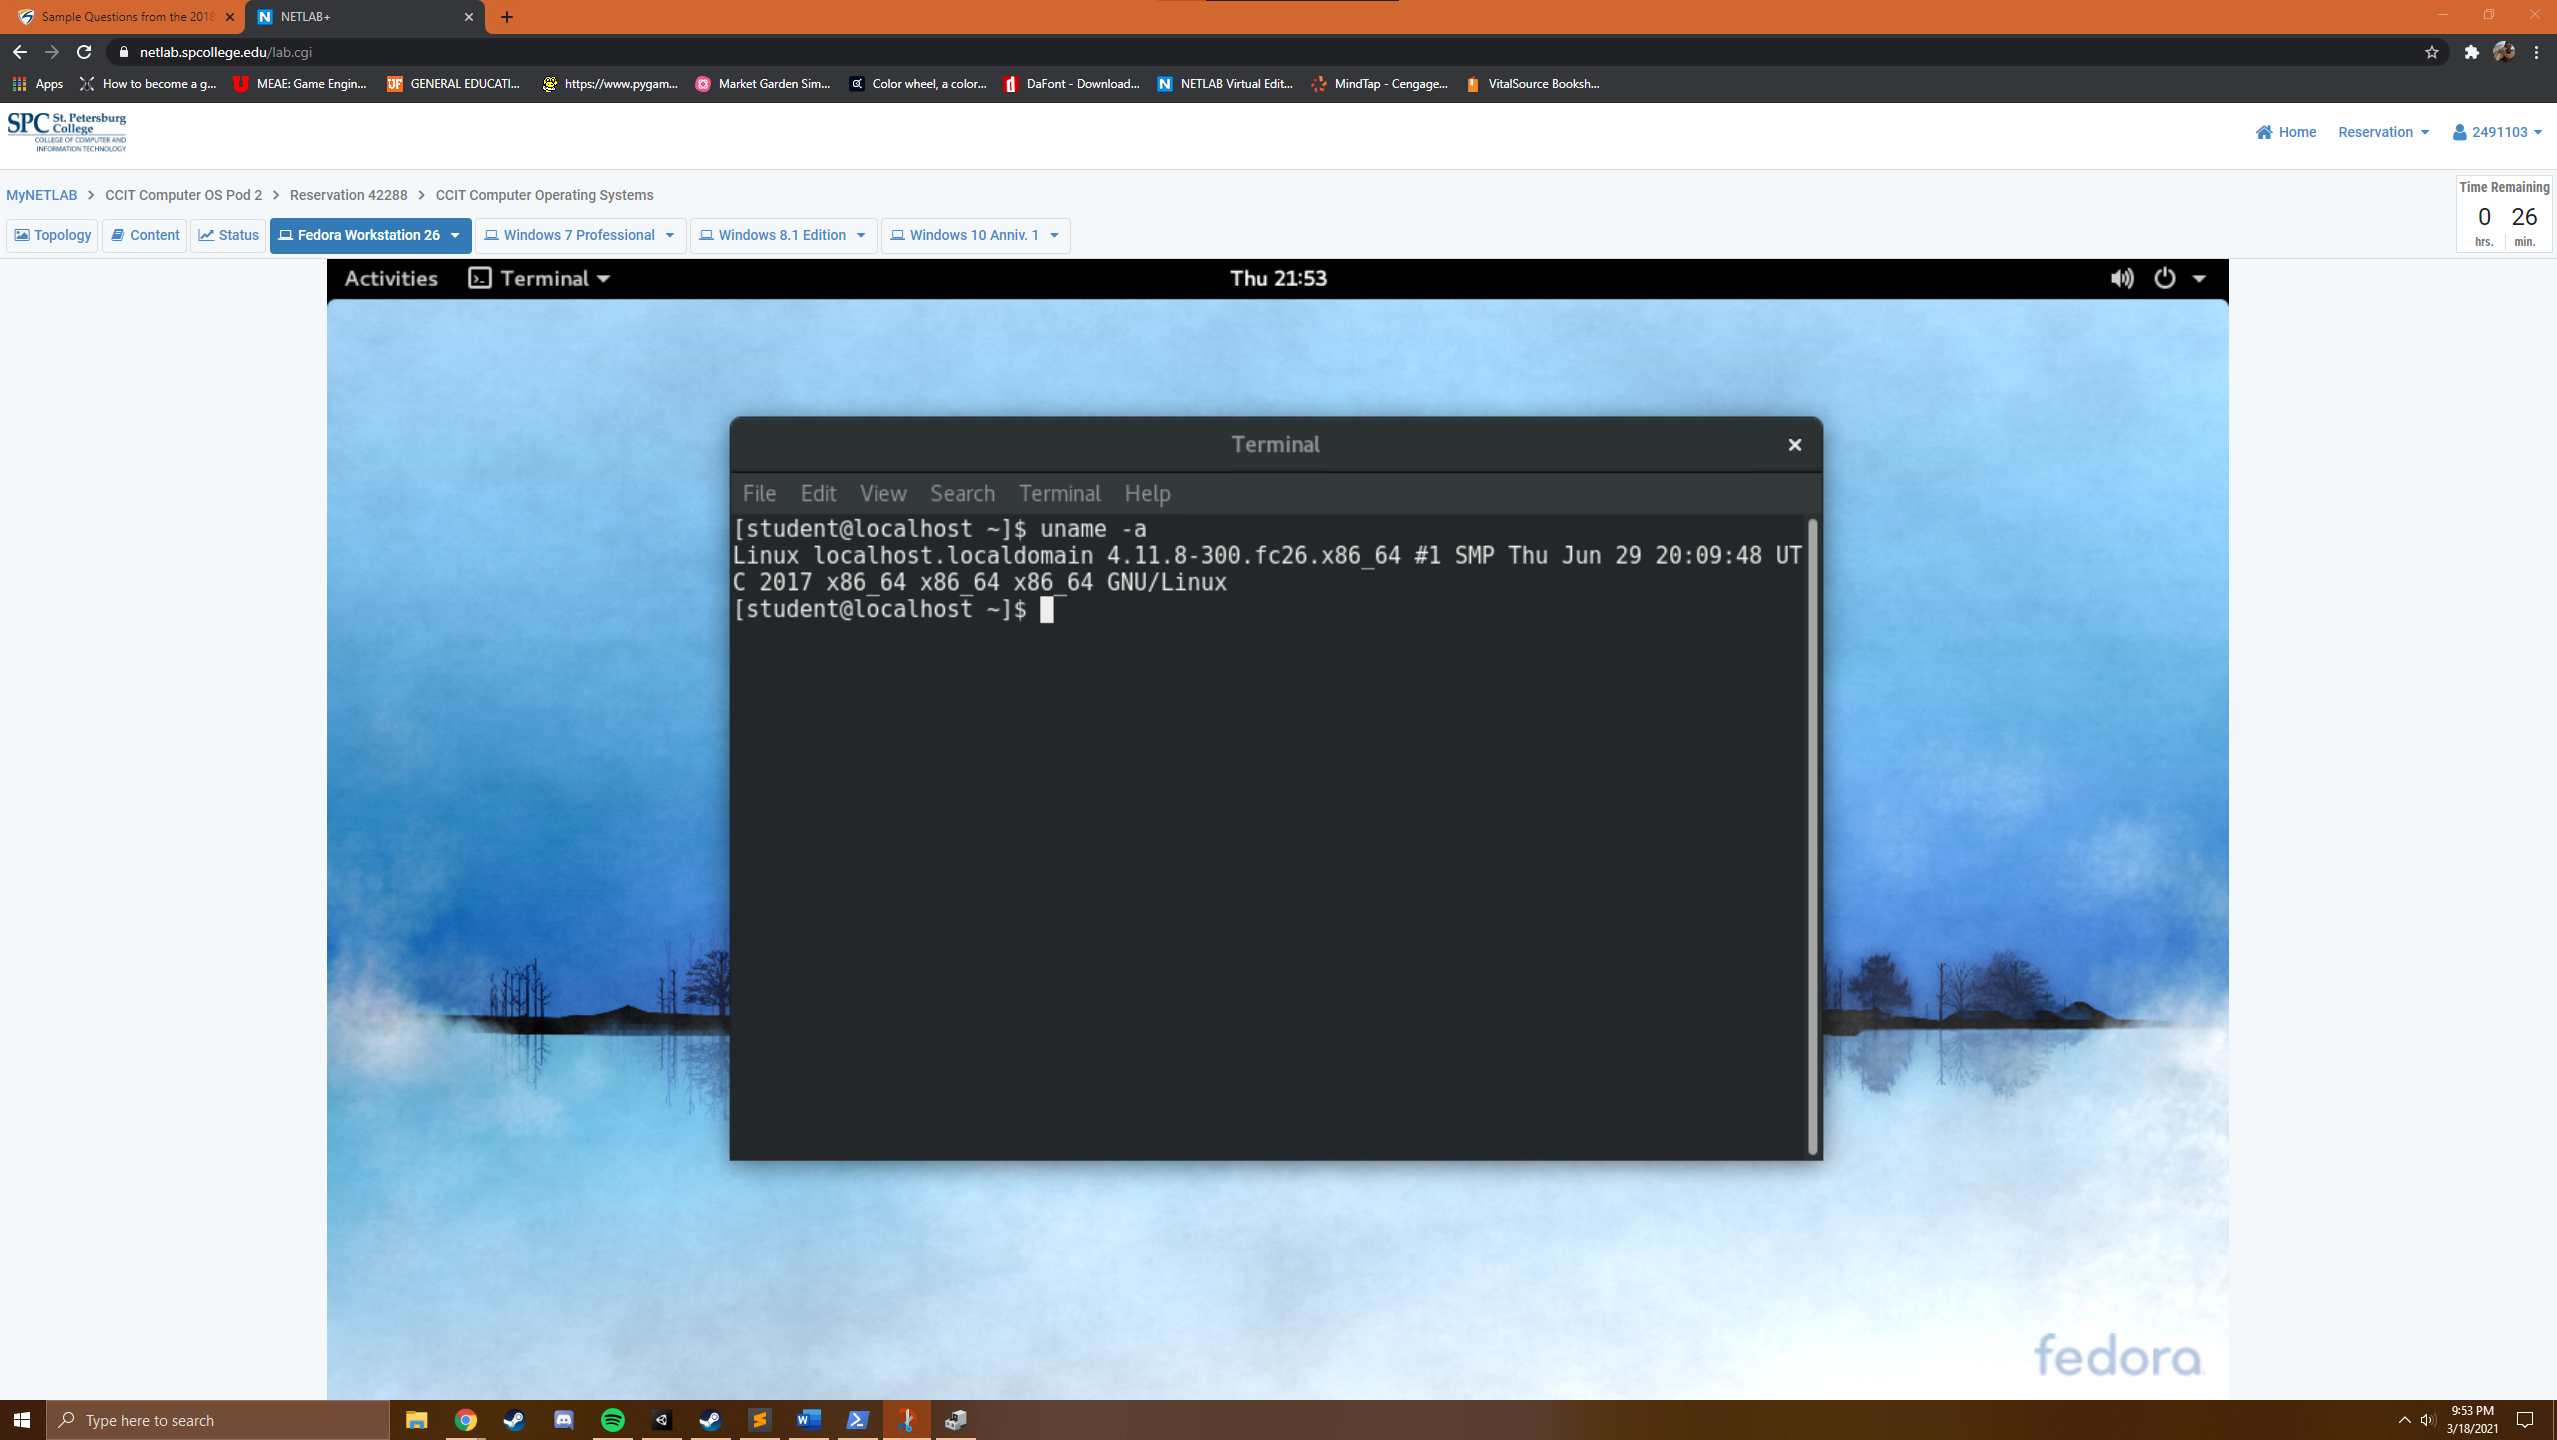 Sample Questions from the 2018
NETLAB+
netlab.spcollege.edu/lab.cgi
Apps How to become a g... MEAE: Game Engin... GENERAL EDUCATI... https://www.pygam... Market Garden Sim... Color wheel, a color... DaFont - Download... NETLAB Virtual Edit... MindTap - Cengage... VitalSource Booksh...
SPC St. Petersburg College
COLLEGE OF COMPUTER AND
INFORMATION TECHNOLOGY
Home Reservation 2491103
MyNETLAB > CCIT Computer OS Pod 2 > Reservation 42288 > CCIT Computer Operating Systems
Time Remaining
0 26
hrs. min.
Topology Content Status Fedora Workstation 26 Windows 7 Professional Windows 8.1 Edition Windows 10 Anniv. 1
Activities Terminal Thu 21:53
Terminal
File Edit View Search Terminal Help
[student@localhost ~]$ uname -a
Linux localhost.localdomain 4.11.8-300.fc26.x86_64 #1 SMP Thu Jun 29 20:09:48 UT
C 2017 x86_64 x86_64 x86_64 GNU/Linux
[student@localhost ~]$
fedora
Type here to search
9:53 PM
3/18/2021